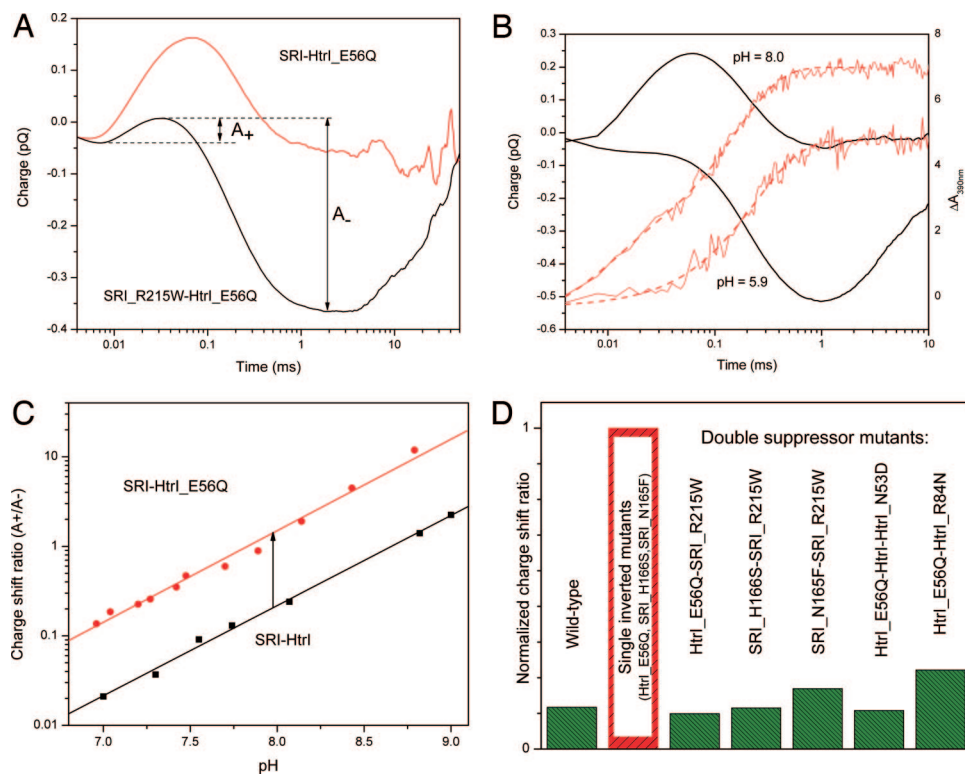 A
0.2
0.1
0.0
-0.1
-0.2
-0.3
-0.4
Charge (pQ)
SRI-HtrI_E56Q
A+
A-
SRI_R215W-HtrI_E56Q
0.01
0.1
1
10
Time (ms)
B
0.3
0.2
0.1
0.0
-0.1
-0.2
-0.3
-0.4
-0.5
-0.6
Charge (pQ)
pH = 8.0
pH = 5.9
8
6
4
2
0
ΔA390nm
0.01
0.1
1
10
Time (ms)
C
10
1
0.1
0.01
Charge shift ratio (A+/A-)
SRI-HtrI_E56Q
SRI-HtrI
7.0
7.5
8.0
8.5
9.0
pH
D
1
0
Normalized charge shift ratio
Double suppressor mutants:
Wild-type
Single inverted mutants
(HtrI_E56Q, SRI_H166S,SRI_N165F)
HtrI_E56Q-SRI_R215W
SRI_H166S-SRI_R215W
SRI_N165F-SRI_R215W
HtrI_E56Q-HtrI-HtrI_N53D
HtrI_E56Q-HtrI_R84N